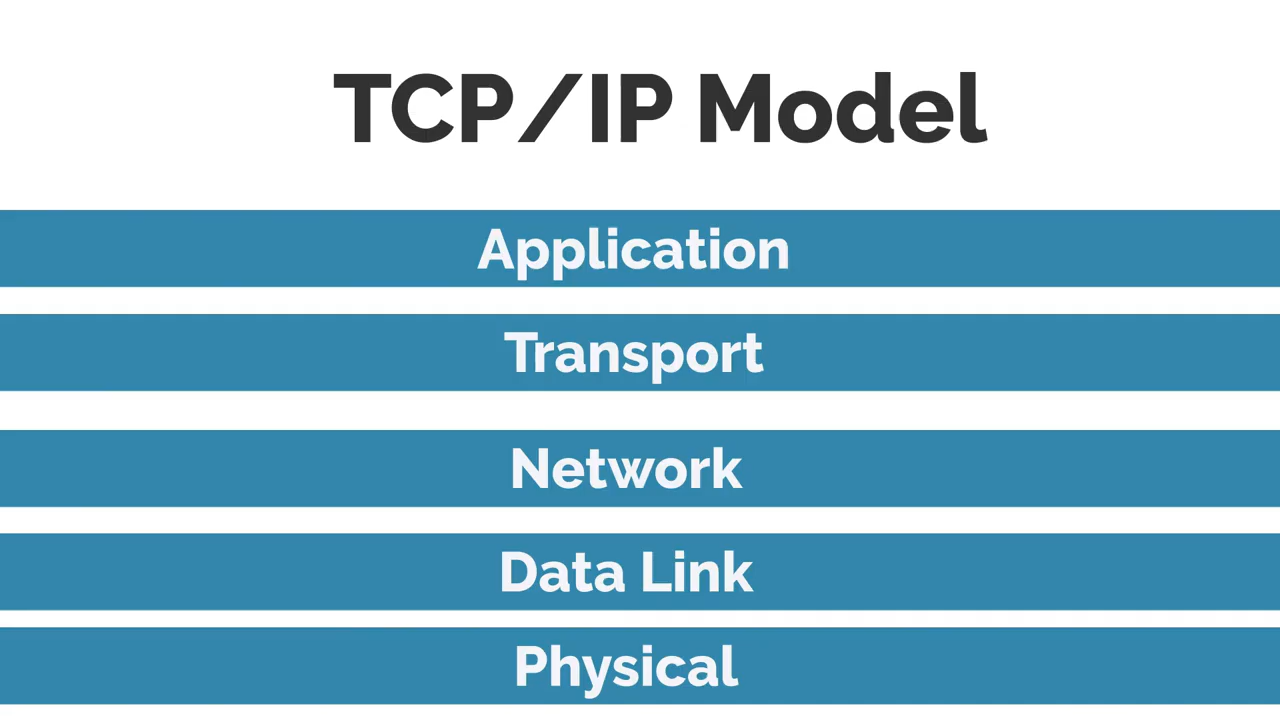 TCP/IP Model
Application
Transport
Network
Data Link
Physical